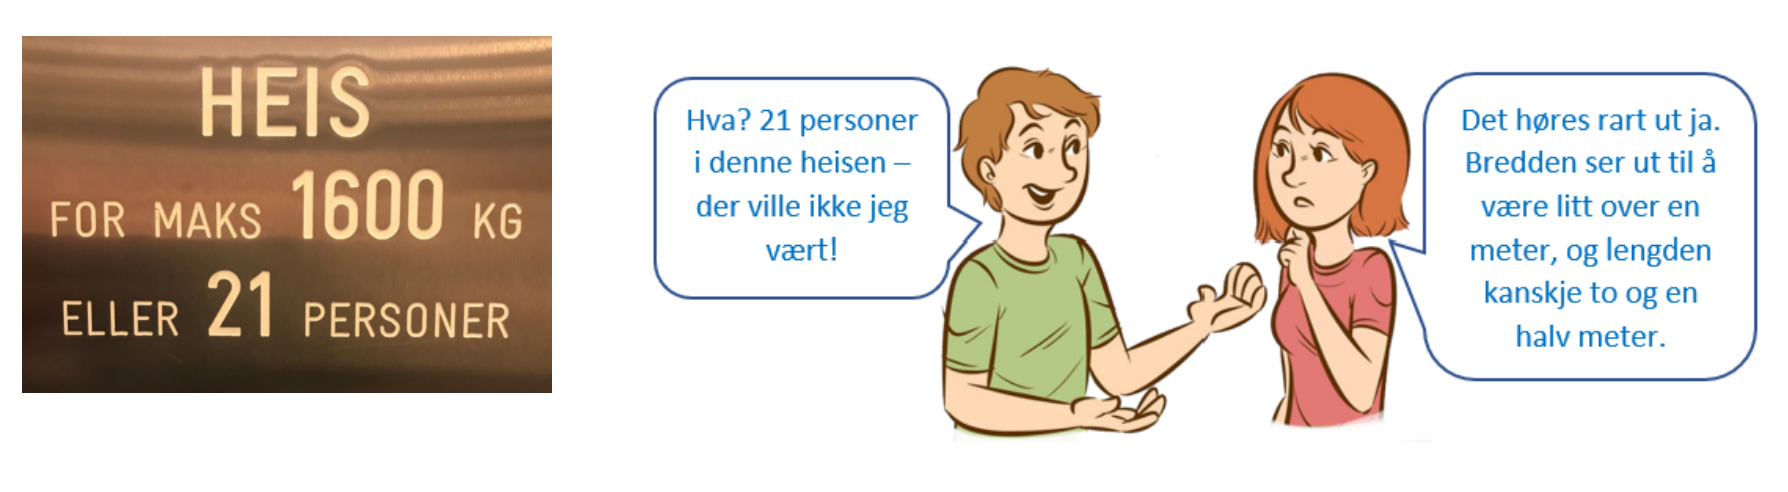 HEIS
FOR MAKS 1600 KG
ELLER 21 PERSONER
Hva? 21 personer
i denne heisen –
der ville ikke jeg
vært!
Det høres rart ut ja.
Bredden ser ut til å
være litt over en
meter, og lengden
kanskje to og en
halv meter.